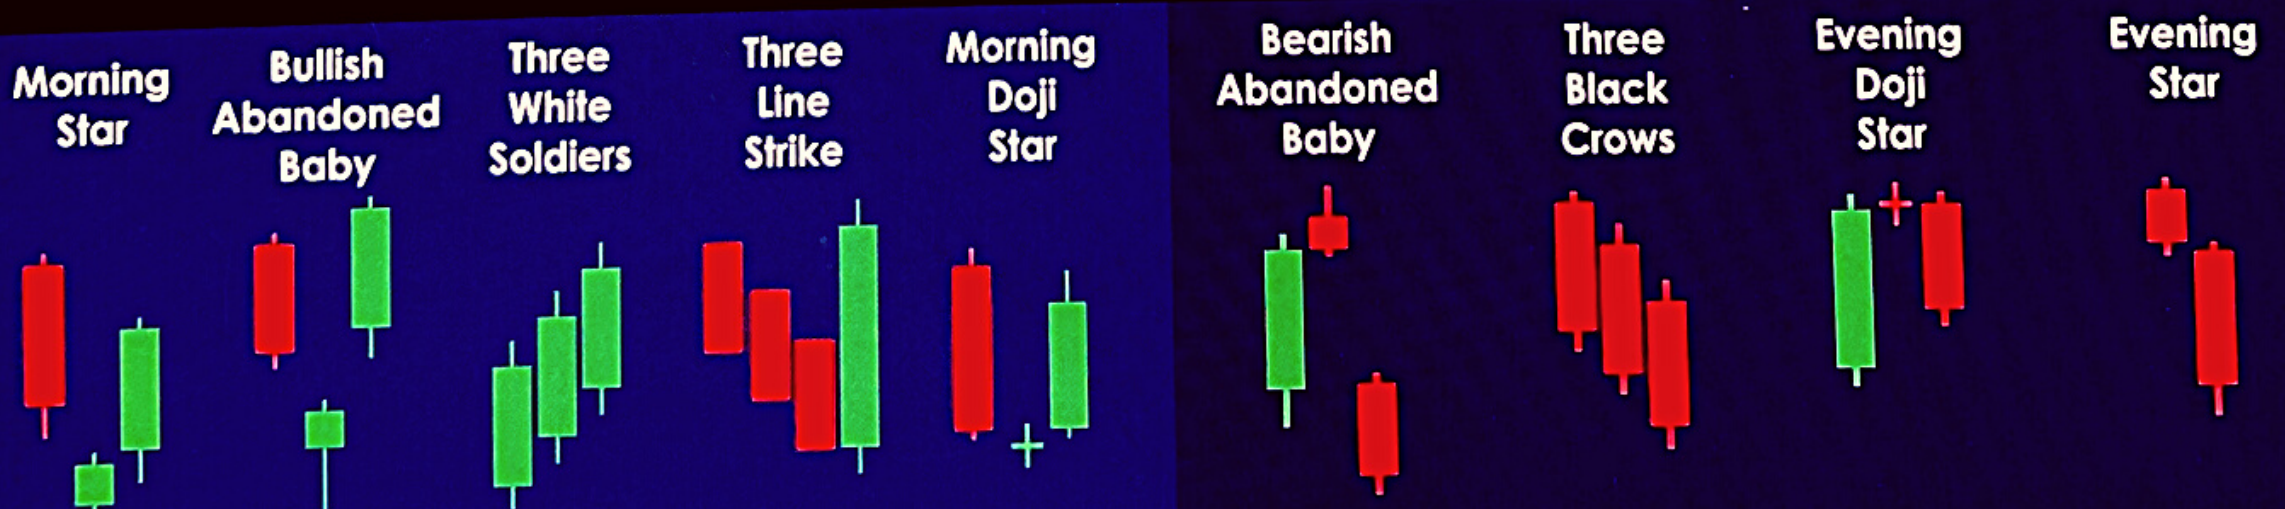 Morning
Star
Bullish
Abandoned
Baby
Three
White
Soldiers
Three
Line
Strike
Morning
Doji
Star
Bearish
Abandoned
Baby
Three
Black
Crows
Evening
Doji
Star
Evening
Star